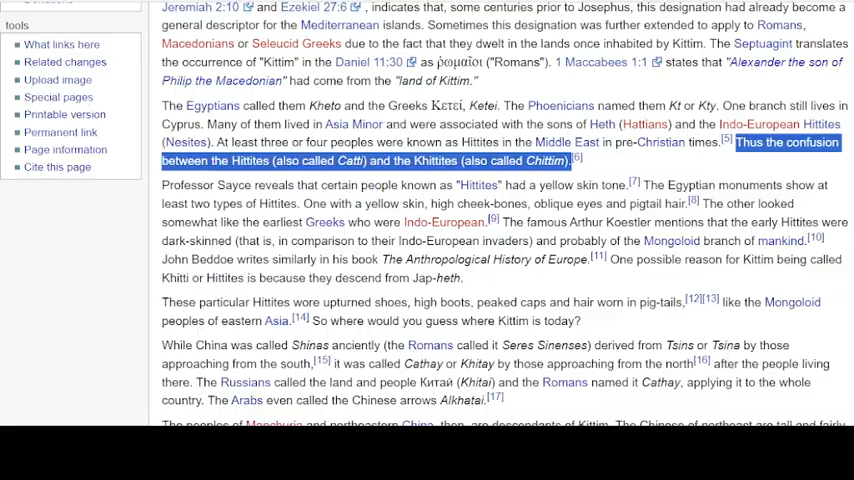 Jeremiah 2:10 and Ezekiel 27:6 , indicates that, some centuries prior to Josephus, this designation had already become a
general descriptor for the Mediterranean islands. Sometimes this designation was further extended to apply to Romans,
Macedonians or Seleucid Greeks due to the fact that they dwelt in the lands once inhabited by Kittim. The Septuagint translates
the occurrence of "Kittim" in the Daniel 11:30 as ῥωμαῖοι ("Romans"). 1 Maccabees 1:1 states that "Alexander the son of
Philip the Macedonian" had come from the "land of Kittim."
The Egyptians called them Kheto and the Greeks Κετεί, Ketei. The Phoenicians named them Kt or Kty. One branch still lives in
Cyprus. Many of them lived in Asia Minor and were associated with the sons of Heth (Hattians) and the Indo-European Hittites
(Nesites). At least three or four peoples were known as Hittites in the Middle East in pre-Christian times.[5] Thus the confusion
between the Hittites (also called Catti) and the Khittites (also called Chittim).[6]
Professor Sayce reveals that certain people known as "Hittites" had a yellow skin tone.[7] The Egyptian monuments show at
least two types of Hittites. One with a yellow skin, high cheek-bones, oblique eyes and pigtail hair.[8] The other looked
somewhat like the earliest Greeks who were Indo-European.[9] The famous Arthur Koestler mentions that the early Hittites were
dark-skinned (that is, in comparison to their Indo-European invaders) and probably of the Mongoloid branch of mankind.[10]
John Beddoe writes similarly in his book The Anthropological History of Europe.[11] One possible reason for Kittim being called
Khitti or Hittites is because they descend from Jap-heth.
These particular Hittites wore upturned shoes, high boots, peaked caps and hair worn in pig-tails,[12][13] like the Mongoloid
peoples of eastern Asia.[14] So where would you guess where Kittim is today?
While China was called Shinas anciently (the Romans called it Seres Sinenses) derived from Tsins or Tsina by those
approaching from the south,[15] it was called Cathay or Khitay by those approaching from the north[16] after the people living
there. The Russians called the land and people Китай (Khitai) and the Romans named it Cathay, applying it to the whole
country. The Arabs even called the Chinese arrows Alkhatai.[17]
The peoples of Manchuria and northeastern China, then, are descendants of Kittim. The Chinese of northeast are tall and fairly
tools
What links here
Related changes
Upload image
Special pages
Printable version
Permanent link
Page information
Cite this page